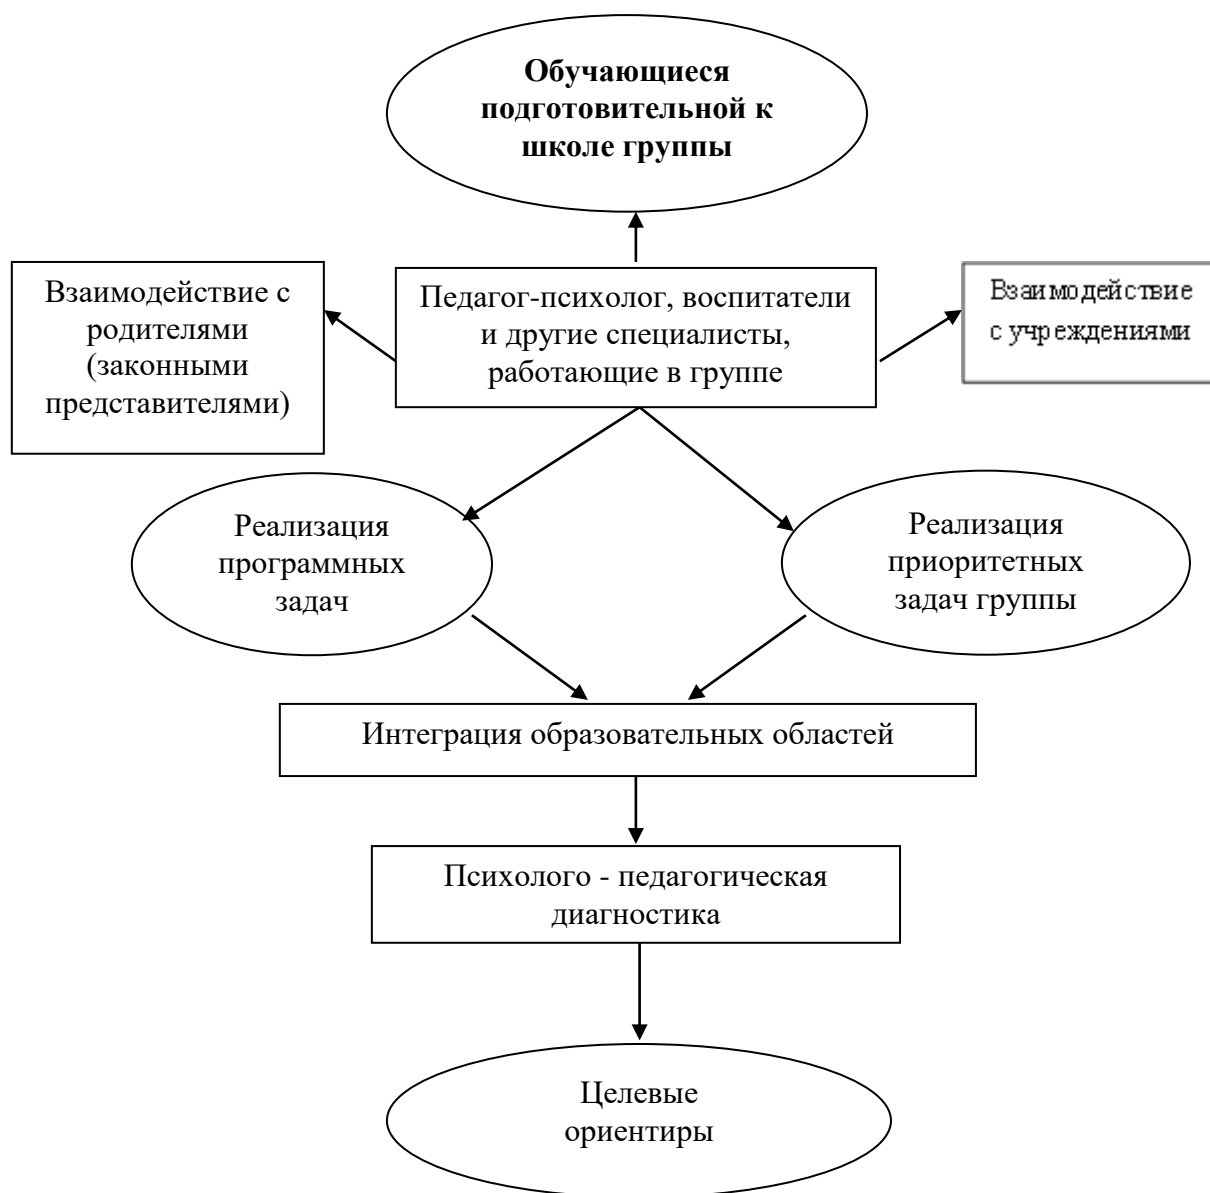 Обучающиеся
подготовительной к
школе группы
Взаимодействие с
родителями
(законными
представителями)
Педагог-психолог, воспитатели
и другие специалисты,
работающие в группе
Взаимодействие
с учреждениями
Реализация
программных
задач
Реализация
приоритетных
задач группы
Интеграция образовательных областей
Психолого - педагогическая
диагностика
Целевые
ориентиры